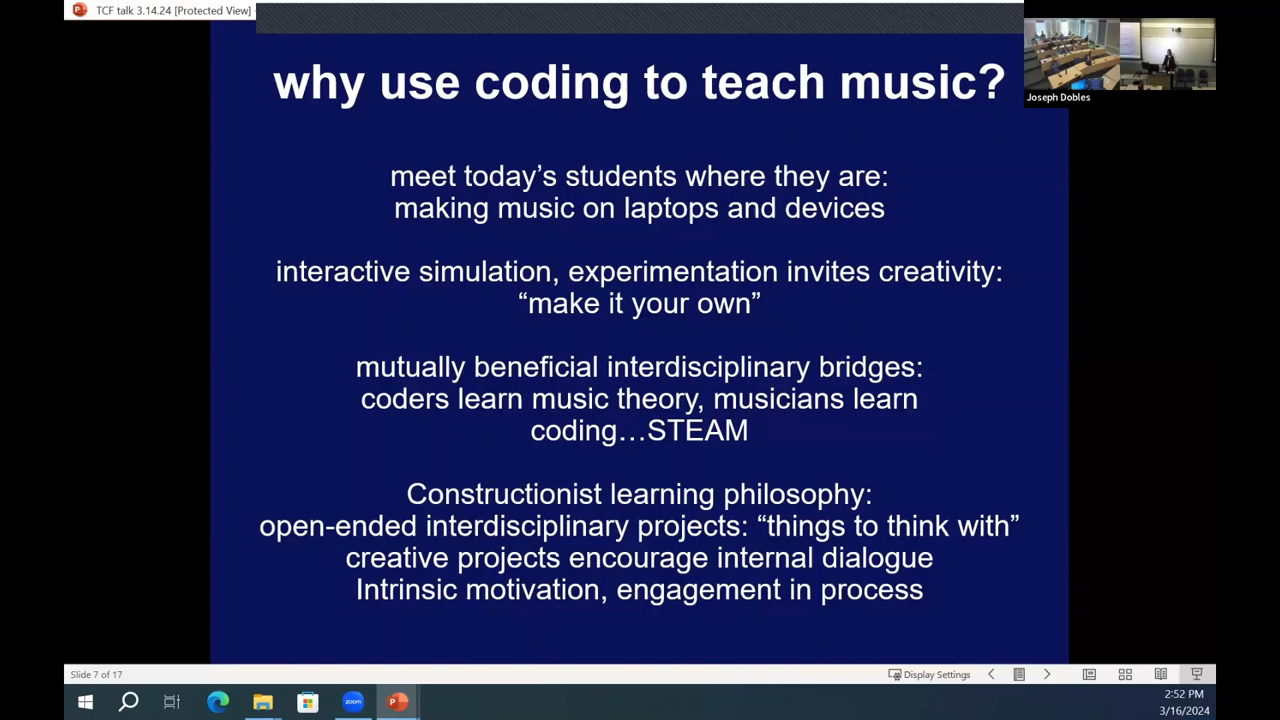 TCF talk 3.14.24 [Protected View] -
why use coding to teach music?
Joseph Dobles
meet today’s students where they are:
making music on laptops and devices
interactive simulation, experimentation invites creativity:
“make it your own”
mutually beneficial interdisciplinary bridges:
coders learn music theory, musicians learn
coding…STEAM
Constructionist learning philosophy:
open-ended interdisciplinary projects: “things to think with”
creative projects encourage internal dialogue
Intrinsic motivation, engagement in process
Slide 7 of 17
Display Settings
zoom
2:52 PM
3/16/2024